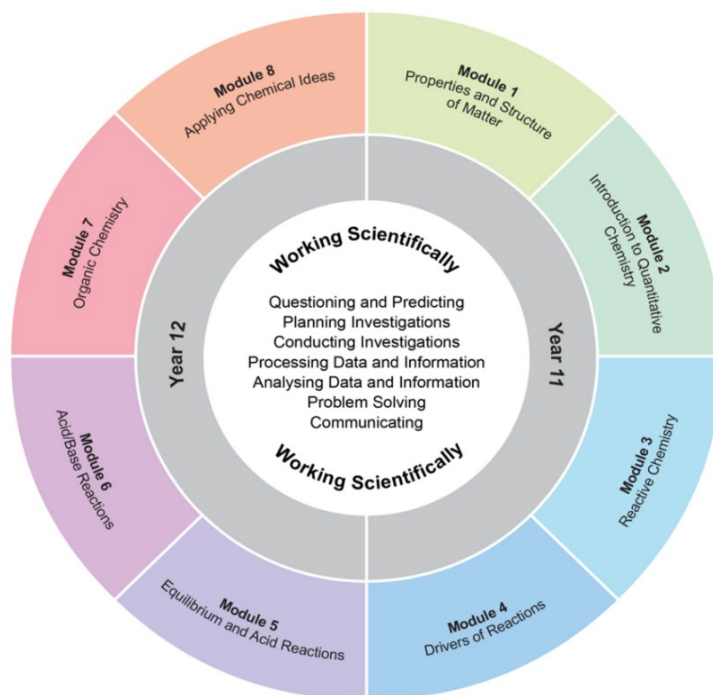 Module 1
Properties and Structure
of Matter
Module 2
Introduction to Quantitative
Chemistry
Module 3
Reactive Chemistry
Module 4
Drivers of Reactions
Module 5
Equilibrium and Acid Reactions
Module 6
Acid/Base Reactions
Module 7
Organic Chemistry
Module 8
Applying Chemical Ideas
Year 11
Year 12
Working Scientifically
Questioning and Predicting
Planning Investigations
Conducting Investigations
Processing Data and Information
Analysing Data and Information
Problem Solving
Communicating
Working Scientifically